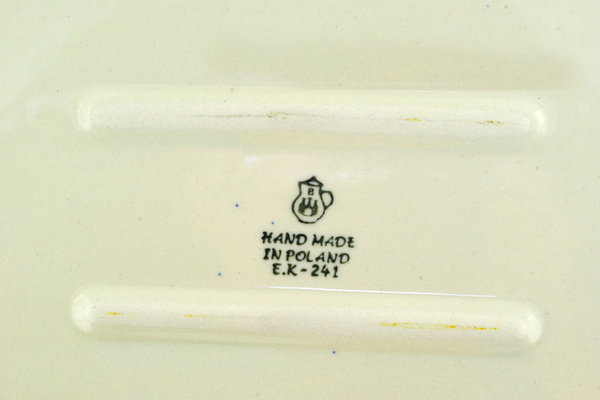 B
HAND MADE
IN POLAND
E.K-241